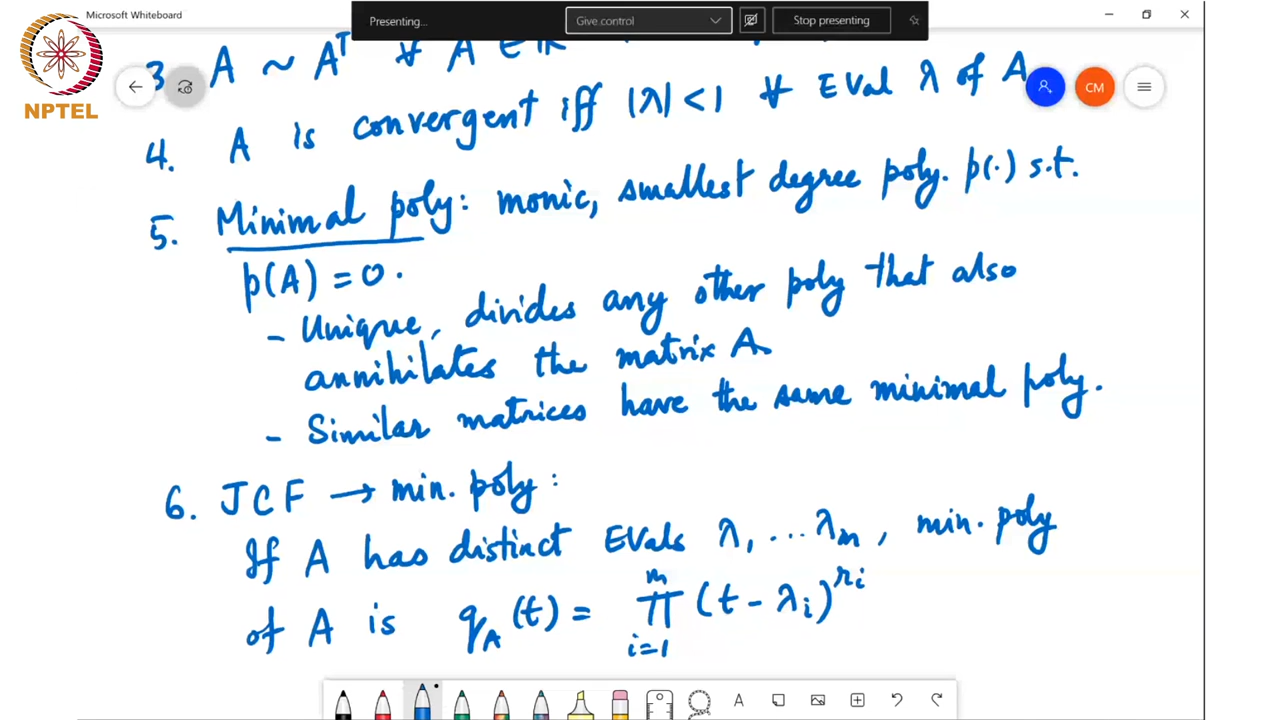 Microsoft Whiteboard
Presenting...
Give control
Stop presenting
NPTEL
CM
3 A ~ Aᵀ ∀ A ∈ ℝ
4. A is convergent iff |λ| < 1 ∀ EVal λ of A
5. Minimal poly: monic, smallest degree poly. p(·) s.t.
p(A) = 0.
- Unique, divides any other poly that also
annihilates the matrix A.
- Similar matrices have the same minimal poly.
6. JCF → min. poly:
If A has distinct EVals λ₁ ... λₘ, min. poly
of A is q_A(t) = ∏_{i=1}^{m} (t - λᵢ)^{rᵢ}
A